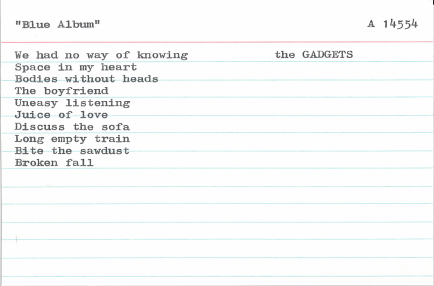 "Blue Album" A 14554
We had no way of knowing the GADGETS
Space in my heart
Bodies without heads
The boyfriend
Uneasy listening
Juice of love
Discuss the sofa
Long empty train
Bite the sawdust
Broken fall